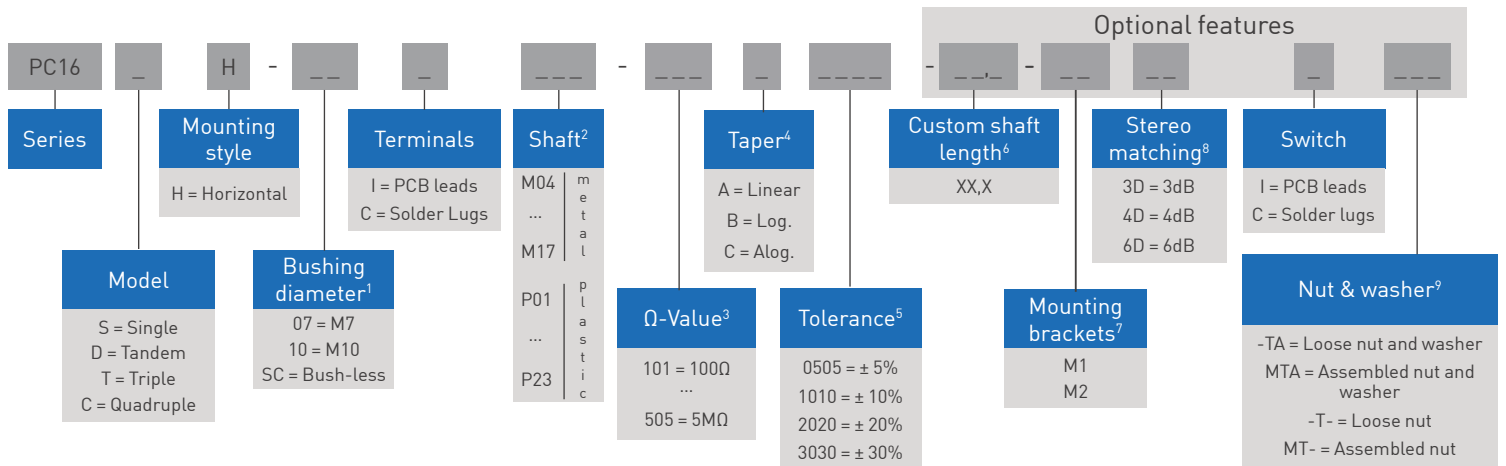 Optional features
PC16 _ H - _ _ _ _ _ _ - _ _ _ _ _ _ _ _ - _ _,_ - _ _ _ _ _ _ _ _
Series
Mounting
style
H = Horizontal
Terminals
I = PCB leads
C = Solder Lugs
Shaft2
M04
...
M17
metal
P01
...
P23
plastic
Taper4
A = Linear
B = Log.
C = Alog.
Custom shaft
length6
XX,X
Stereo
matching8
3D = 3dB
4D = 4dB
6D = 6dB
Switch
I = PCB leads
C = Solder lugs
Model
S = Single
D = Tandem
T = Triple
C = Quadruple
Bushing
diameter1
07 = M7
10 = M10
SC = Bush-less
Ω-Value3
101 = 100Ω
...
505 = 5MΩ
Tolerance5
0505 = ± 5%
1010 = ± 10%
2020 = ± 20%
3030 = ± 30%
Mounting
brackets7
M1
M2
Nut & washer9
-TA = Loose nut and washer
MTA = Assembled nut and
washer
-T- = Loose nut
MT- = Assembled nut